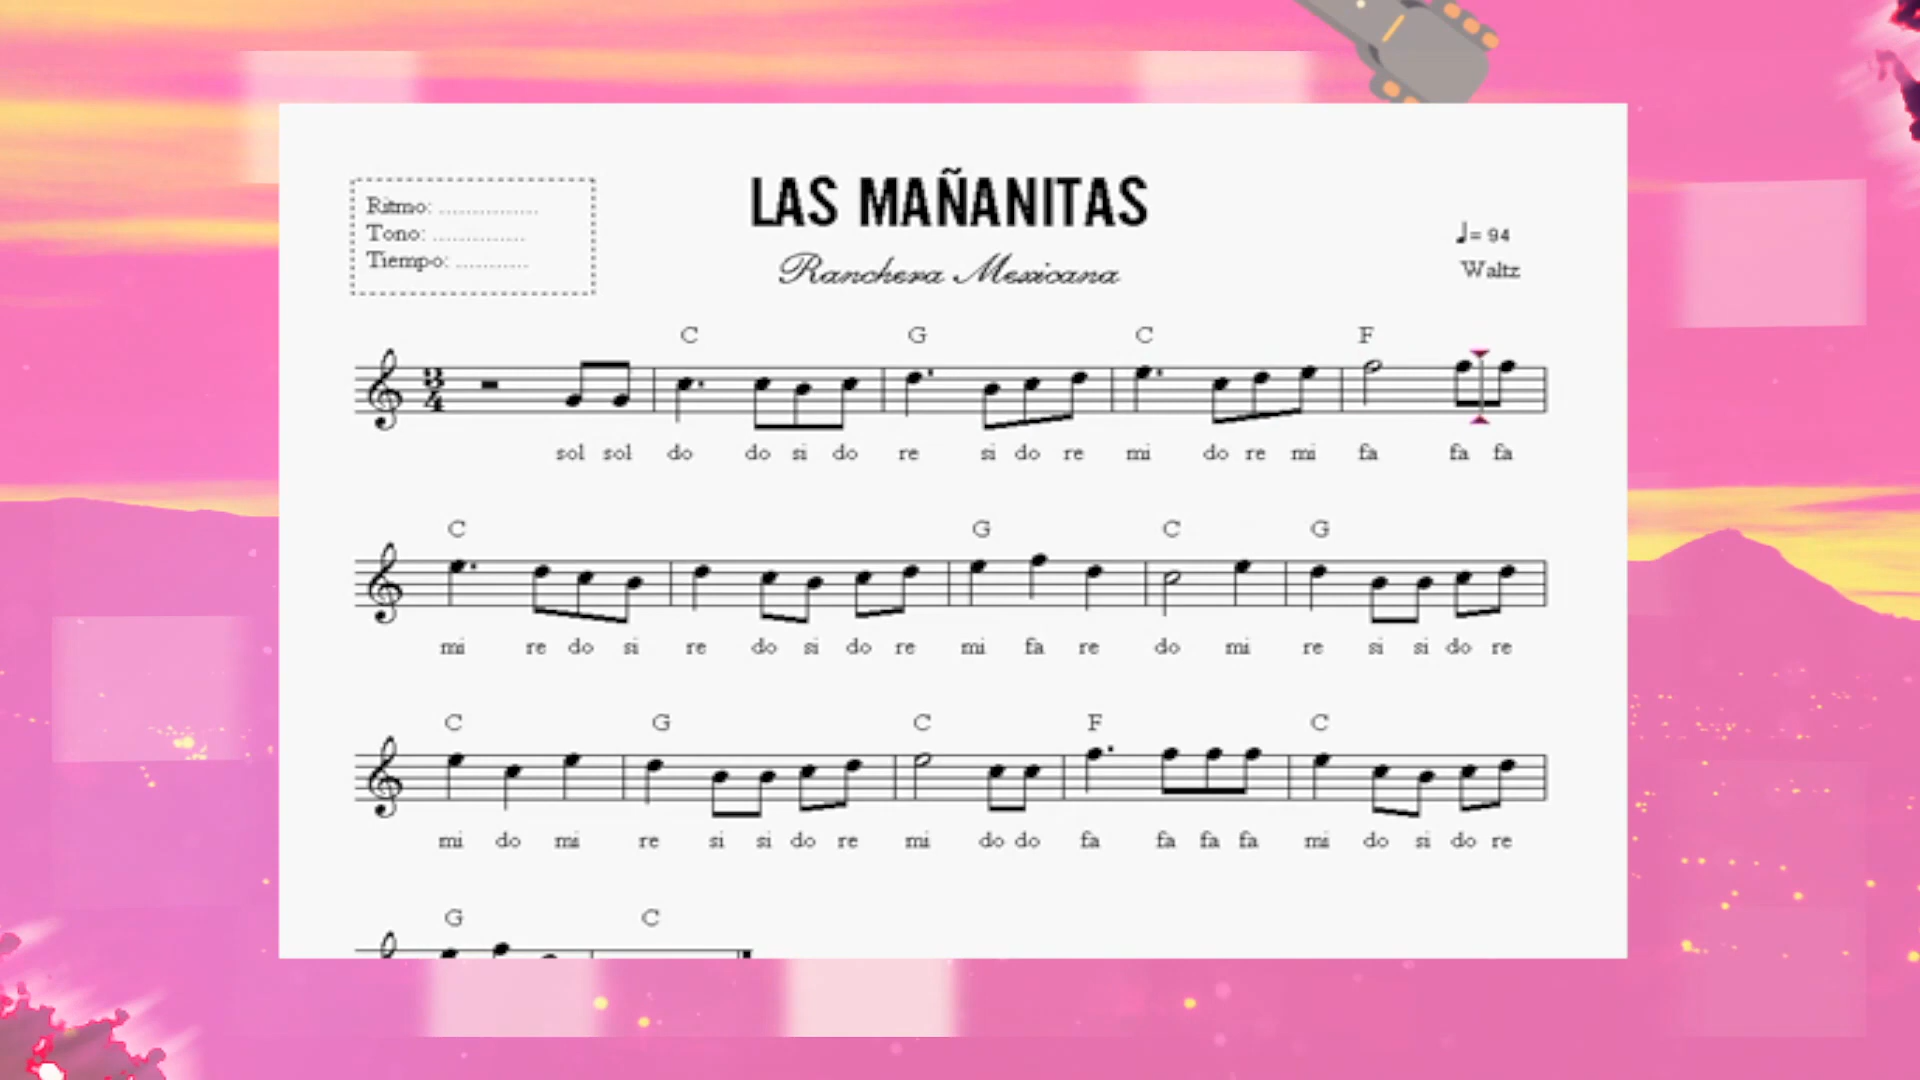 LAS MAÑANITAS
Ranchera Mexicana
Ritmo: .................
Tono: ................
Tiempo: .............
♩= 94
Waltz
C G C F
3
4
sol sol do do si do re si do re mi do re mi fa fa fa
C G C G
mi re do si re do si do re mi fa re do mi re si si do re
C G C F C
mi do mi re si si do re mi do do fa fa fa fa mi do si do re
G C